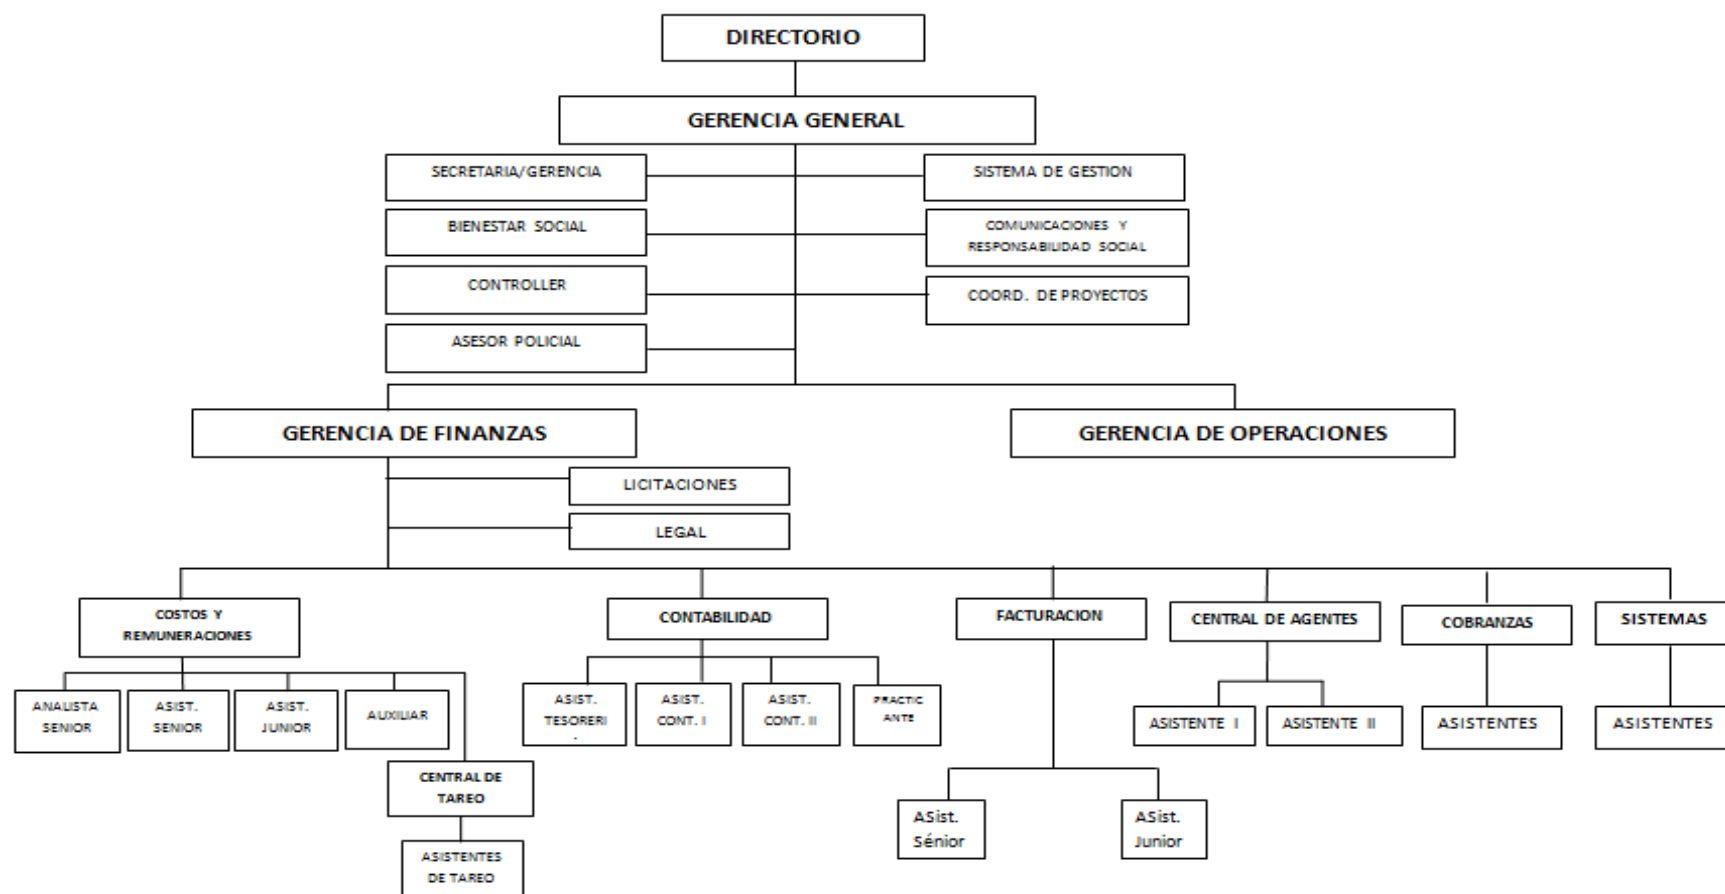 DIRECTORIO
GERENCIA GENERAL
SECRETARIA/GERENCIA
SISTEMA DE GESTION
BIENESTAR SOCIAL
COMUNICACIONES Y
RESPONSABILIDAD SOCIAL
CONTROLLER
COORD. DE PROYECTOS
ASESOR POLICIAL
GERENCIA DE FINANZAS
GERENCIA DE OPERACIONES
LICITACIONES
LEGAL
COSTOS Y
REMUNERACIONES
CONTABILIDAD
FACTURACION
CENTRAL DE AGENTES
COBRANZAS
SISTEMAS
ANALISTA
SENIOR
ASIST.
SENIOR
ASIST.
JUNIOR
AUXILIAR
ASIST.
TESORERI
ASIST.
CONT. I
ASIST.
CONT. II
PRACTIC
ANTE
ASISTENTE I
ASISTENTE II
ASISTENTES
ASISTENTES
CENTRAL DE
TAREO
ASISTENTES
DE TAREO
ASist.
Sénior
ASist.
Junior